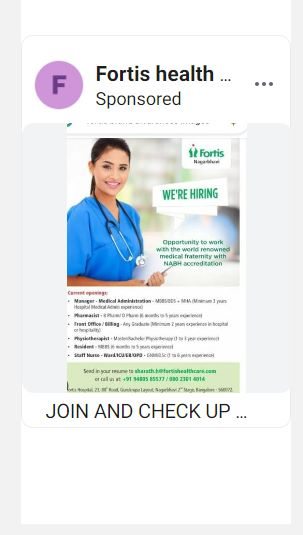 F
Fortis health ...
Sponsored
Fortis
Nagarbhavi
WE'RE HIRING
Opportunity to work
with the world renowned
medical fraternity with
NABH accreditation
Current openings:
• Manager - Medical Administration - MBBS/BDS + MHA (Minimum 3 years
Hospital Medical Admin experience)
• Pharmacist - B Pharm/ D Pharm (6 months to 5 years experience)
• Front Office / Billing - Any Graduate (Minimum 2 years experience in hospital
or hospitality)
• Physiotherapist - Master/Bachelor Physiotherapy (1 to 3 year experience)
• Resident - MBBS (6 months to 5 years experience)
• Staff Nurse - Ward/ICU/ER/OPD - GNM/B.Sc (1 to 6 years experience)
Send in your resume to sharath.h@fortishealthcare.com
or call us at: +91 94805 85577 / 080 2301 4014
Fortis Hospital, 23, 80' Road, Gurukrupa Layout, Nagarbhavi 2nd Stage, Bangalore - 560072.
JOIN AND CHECK UP ...